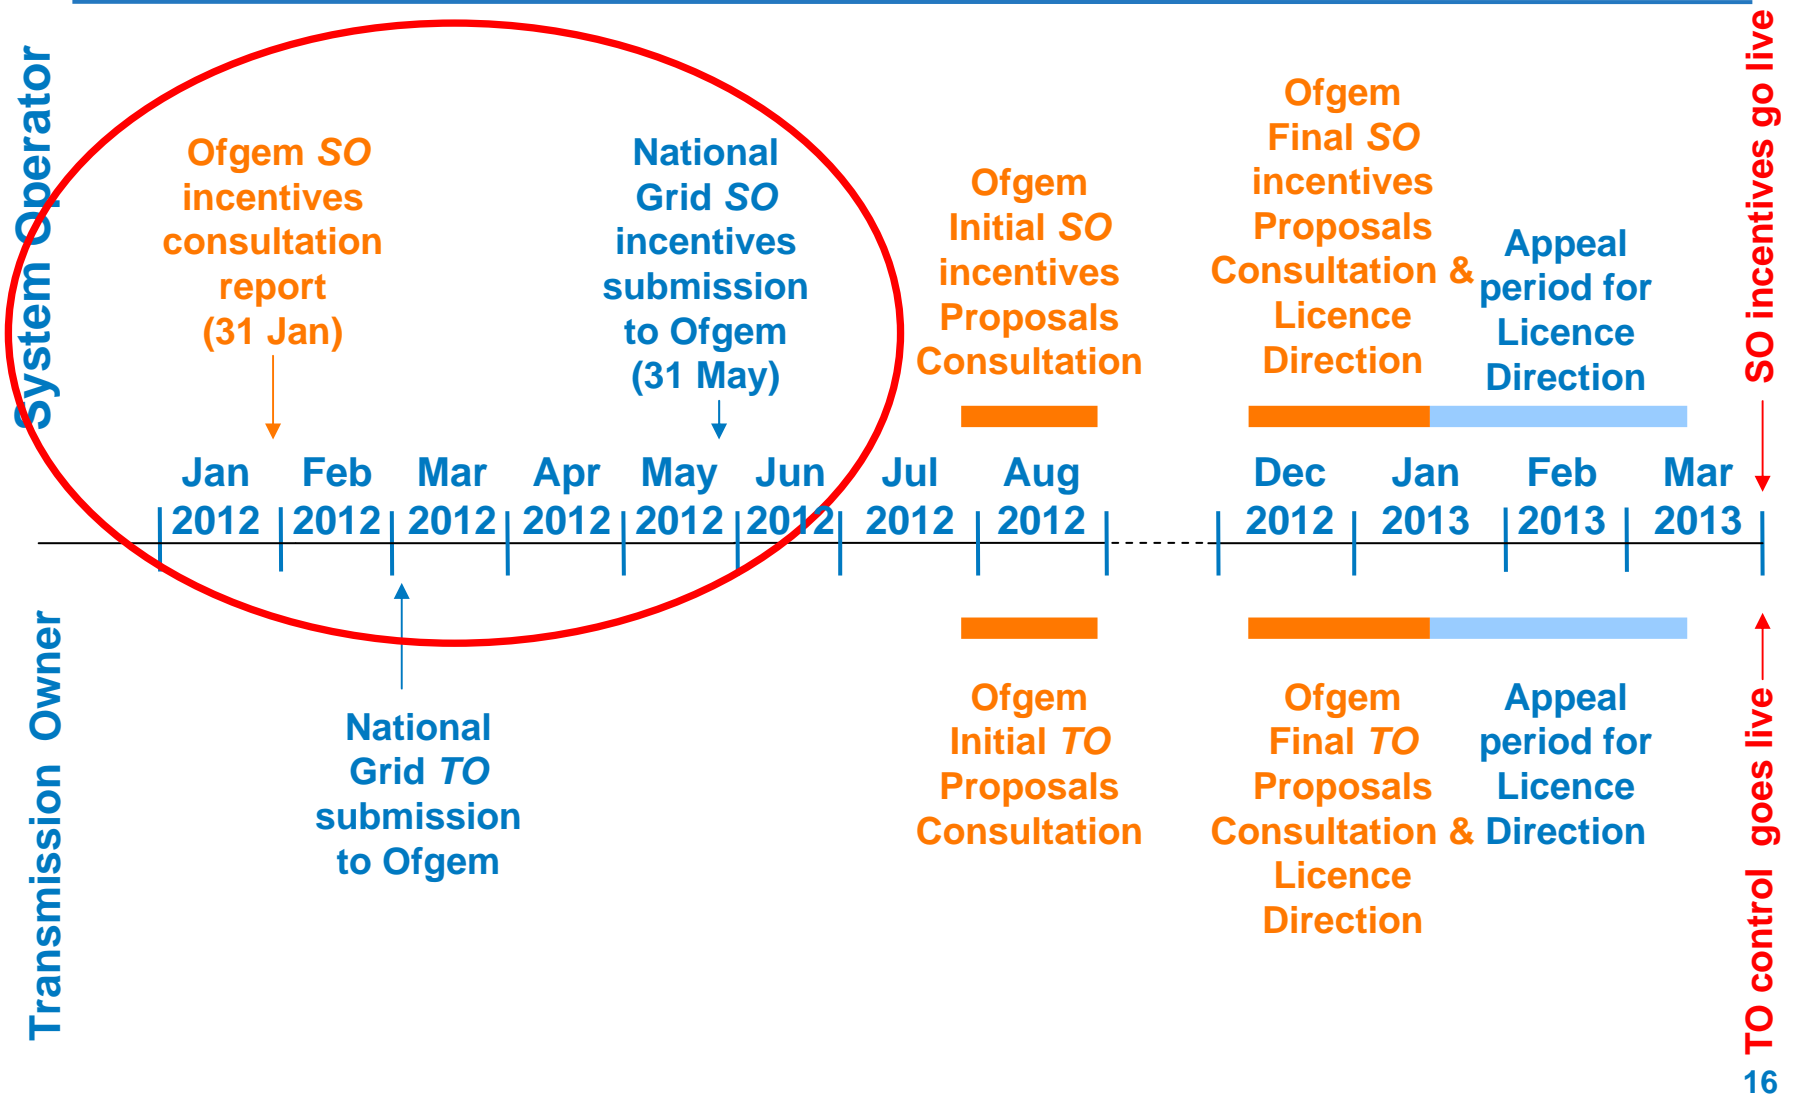 System Operator
Ofgem SO
incentives
consultation
report
(31 Jan)
National
Grid SO
incentives
submission
to Ofgem
(31 May)
Ofgem
Initial SO
incentives
Proposals
Consultation
Ofgem
Final SO
incentives
Proposals
Consultation &
Licence
Direction
Appeal
period for
Licence
Direction
SO incentives go live
Jan
2012
Feb
2012
Mar
2012
Apr
2012
May
2012
Jun
2012
Jul
2012
Aug
2012
Dec
2012
Jan
2013
Feb
2013
Mar
2013
Transmission Owner
National
Grid TO
submission
to Ofgem
Ofgem
Initial TO
Proposals
Consultation
Ofgem
Final TO
Proposals
Consultation &
Licence
Direction
Appeal
period for
Licence
Direction
TO control goes live
16